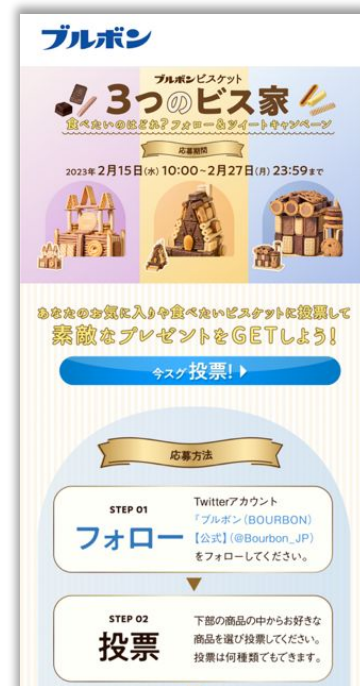 ブルボン
ブルボンビスケット
3つのビス家
食べたいのはどれ?フォロー&ツイートキャンペーン
応募期間
2023年2月15日(水)10:00~2月27日(月)23:59まで
あなたのお気に入りや食べたいビスケットに投票して
素敵なプレゼントをGETしよう!
今スグ投票!
応募方法
STEP 01
フォロー
Twitterアカウント
「ブルボン(BOURBON)
【公式】(@Bourbon_JP)
をフォローしてください。
STEP 02
投票
下部の商品の中からお好きな
商品を選び投票してください。
投票は何種類でもできます。